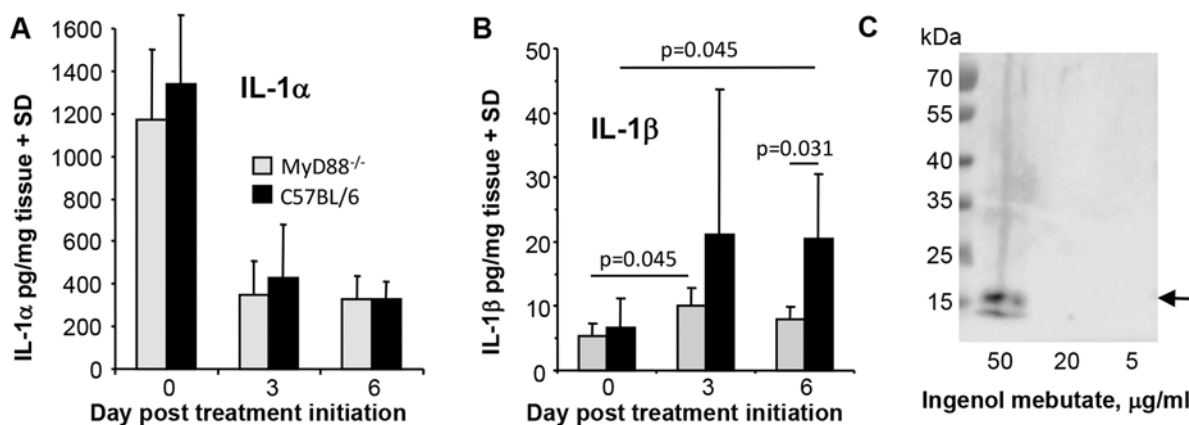 A
1600
1400
1200
1000
800
600
400
200
0
IL-1α pg/mg tissue + SD
IL-1α
MyD88-/-
C57BL/6
0 3 6
Day post treatment initiation
B
50
40
30
20
10
0
IL-1β pg/mg tissue + SD
p=0.045
IL-1β
p=0.031
p=0.045
0 3 6
Day post treatment initiation
C
kDa
70
55
40
35
25
15
50 20 5
Ingenol mebutate, µg/ml